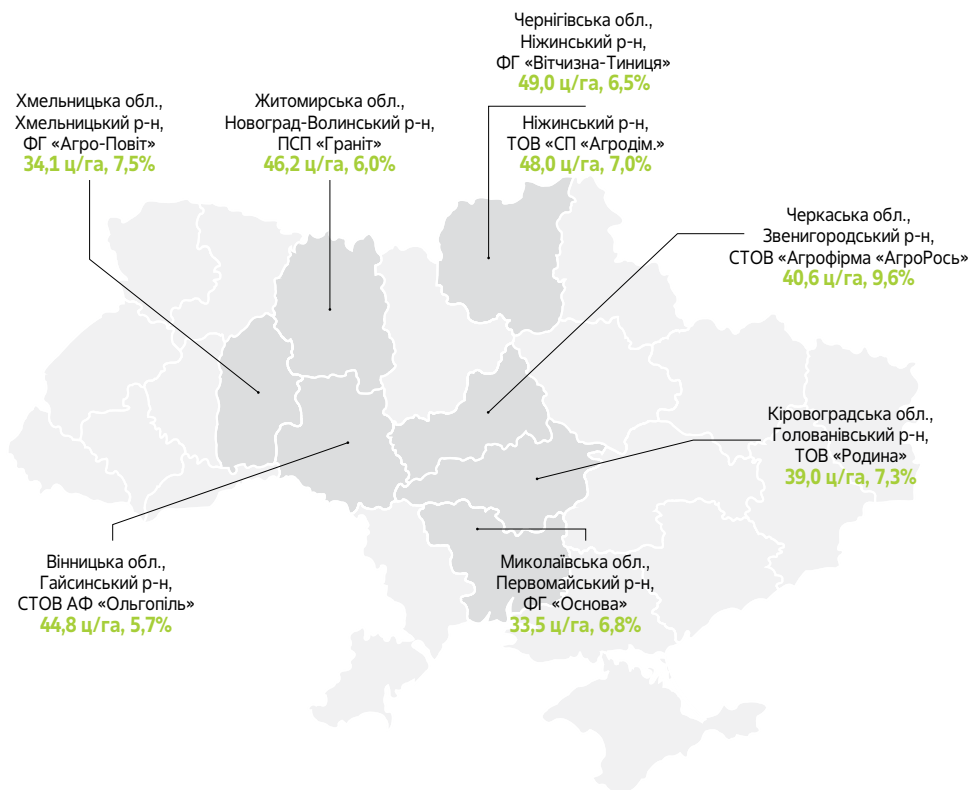 Чернігівська обл.,
Ніжинський р-н,
ФГ «Вітчизна-Тиниця»
49,0 ц/га, 6,5%
Ніжинський р-н,
ТОВ «СП «Агродім.»
48,0 ц/га, 7,0%
Хмельницька обл.,
Хмельницький р-н,
ФГ «Агро-Повіт»
34,1 ц/га, 7,5%
Житомирська обл.,
Новоград-Волинський р-н,
ПСП «Граніт»
46,2 ц/га, 6,0%
Черкаська обл.,
Звенигородський р-н,
СТОВ «Агрофірма «АгроРось»
40,6 ц/га, 9,6%
Кіровоградська обл.,
Голованівський р-н,
ТОВ «Родина»
39,0 ц/га, 7,3%
Вінницька обл.,
Гайсинський р-н,
СТОВ АФ «Ольгопіль»
44,8 ц/га, 5,7%
Миколаївська обл.,
Первомайський р-н,
ФГ «Основа»
33,5 ц/га, 6,8%